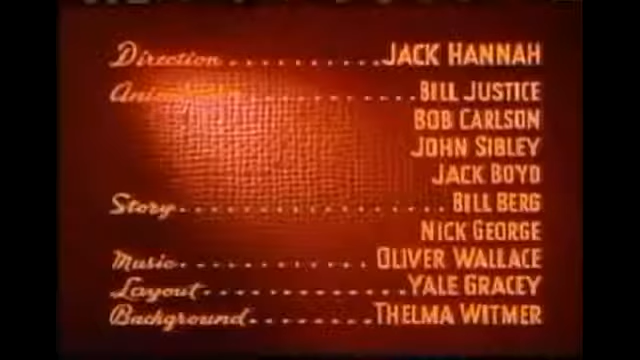 Direction...........JACK HANNAH
Animation...........BILL JUSTICE
BOB CARLSON
JOHN SIBLEY
JACK BOYD
Story...................BILL BERG
NICK GEORGE
Music..............OLIVER WALLACE
Layout...............YALE GRACEY
Background..........THELMA WITMER